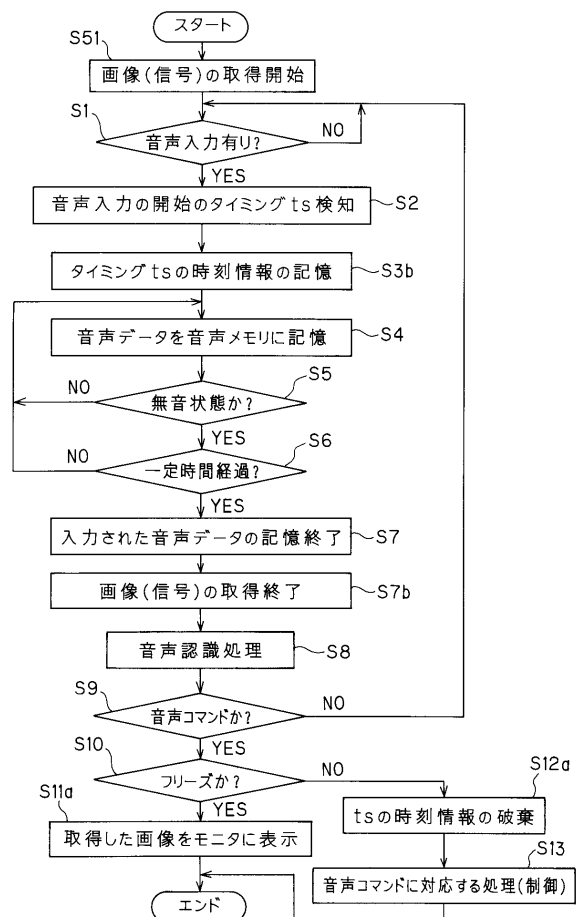 スタート
S51
画像(信号)の取得開始
S1
音声入力有り?
NO
YES
音声入力の開始のタイミングts検知
S2
タイミングtsの時刻情報の記憶
S3b
音声データを音声メモリに記憶
S4
S5
NO
無音状態か?
YES
S6
NO
一定時間経過?
YES
入力された音声データの記憶終了
S7
画像(信号)の取得終了
S7b
音声認識処理
S8
S9
音声コマンドか?
NO
YES
S10
フリーズか?
NO
YES
S12a
tsの時刻情報の破棄
S11a
取得した画像をモニタに表示
S13
音声コマンドに対応する処理(制御)
エンド